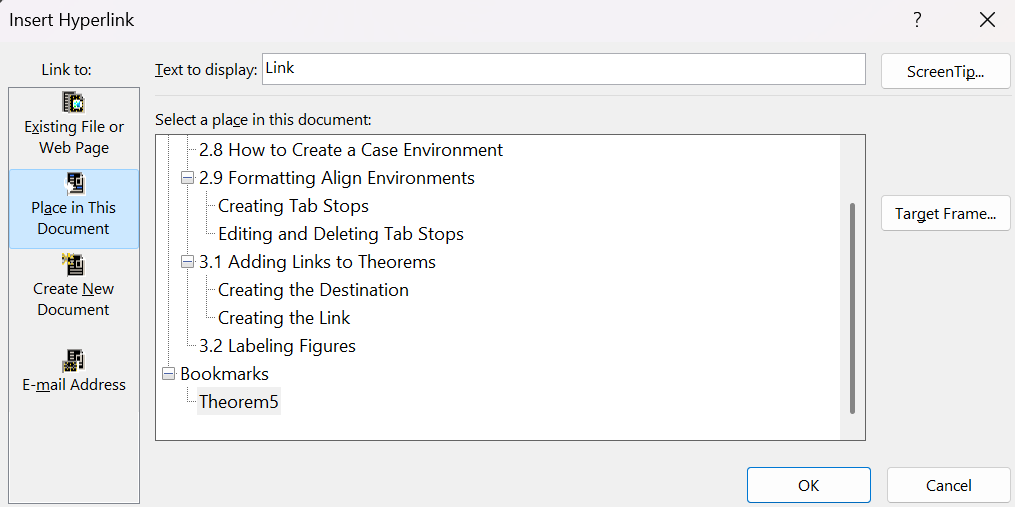 Insert Hyperlink
?
Link to:
Text to display:
Link
ScreenTip...
Existing File or
Web Page
Place in This
Document
Create New
Document
E-mail Address
Select a place in this document:
2.8 How to Create a Case Environment
2.9 Formatting Align Environments
Creating Tab Stops
Editing and Deleting Tab Stops
3.1 Adding Links to Theorems
Creating the Destination
Creating the Link
3.2 Labeling Figures
Bookmarks
Theorem5
Target Frame...
OK
Cancel